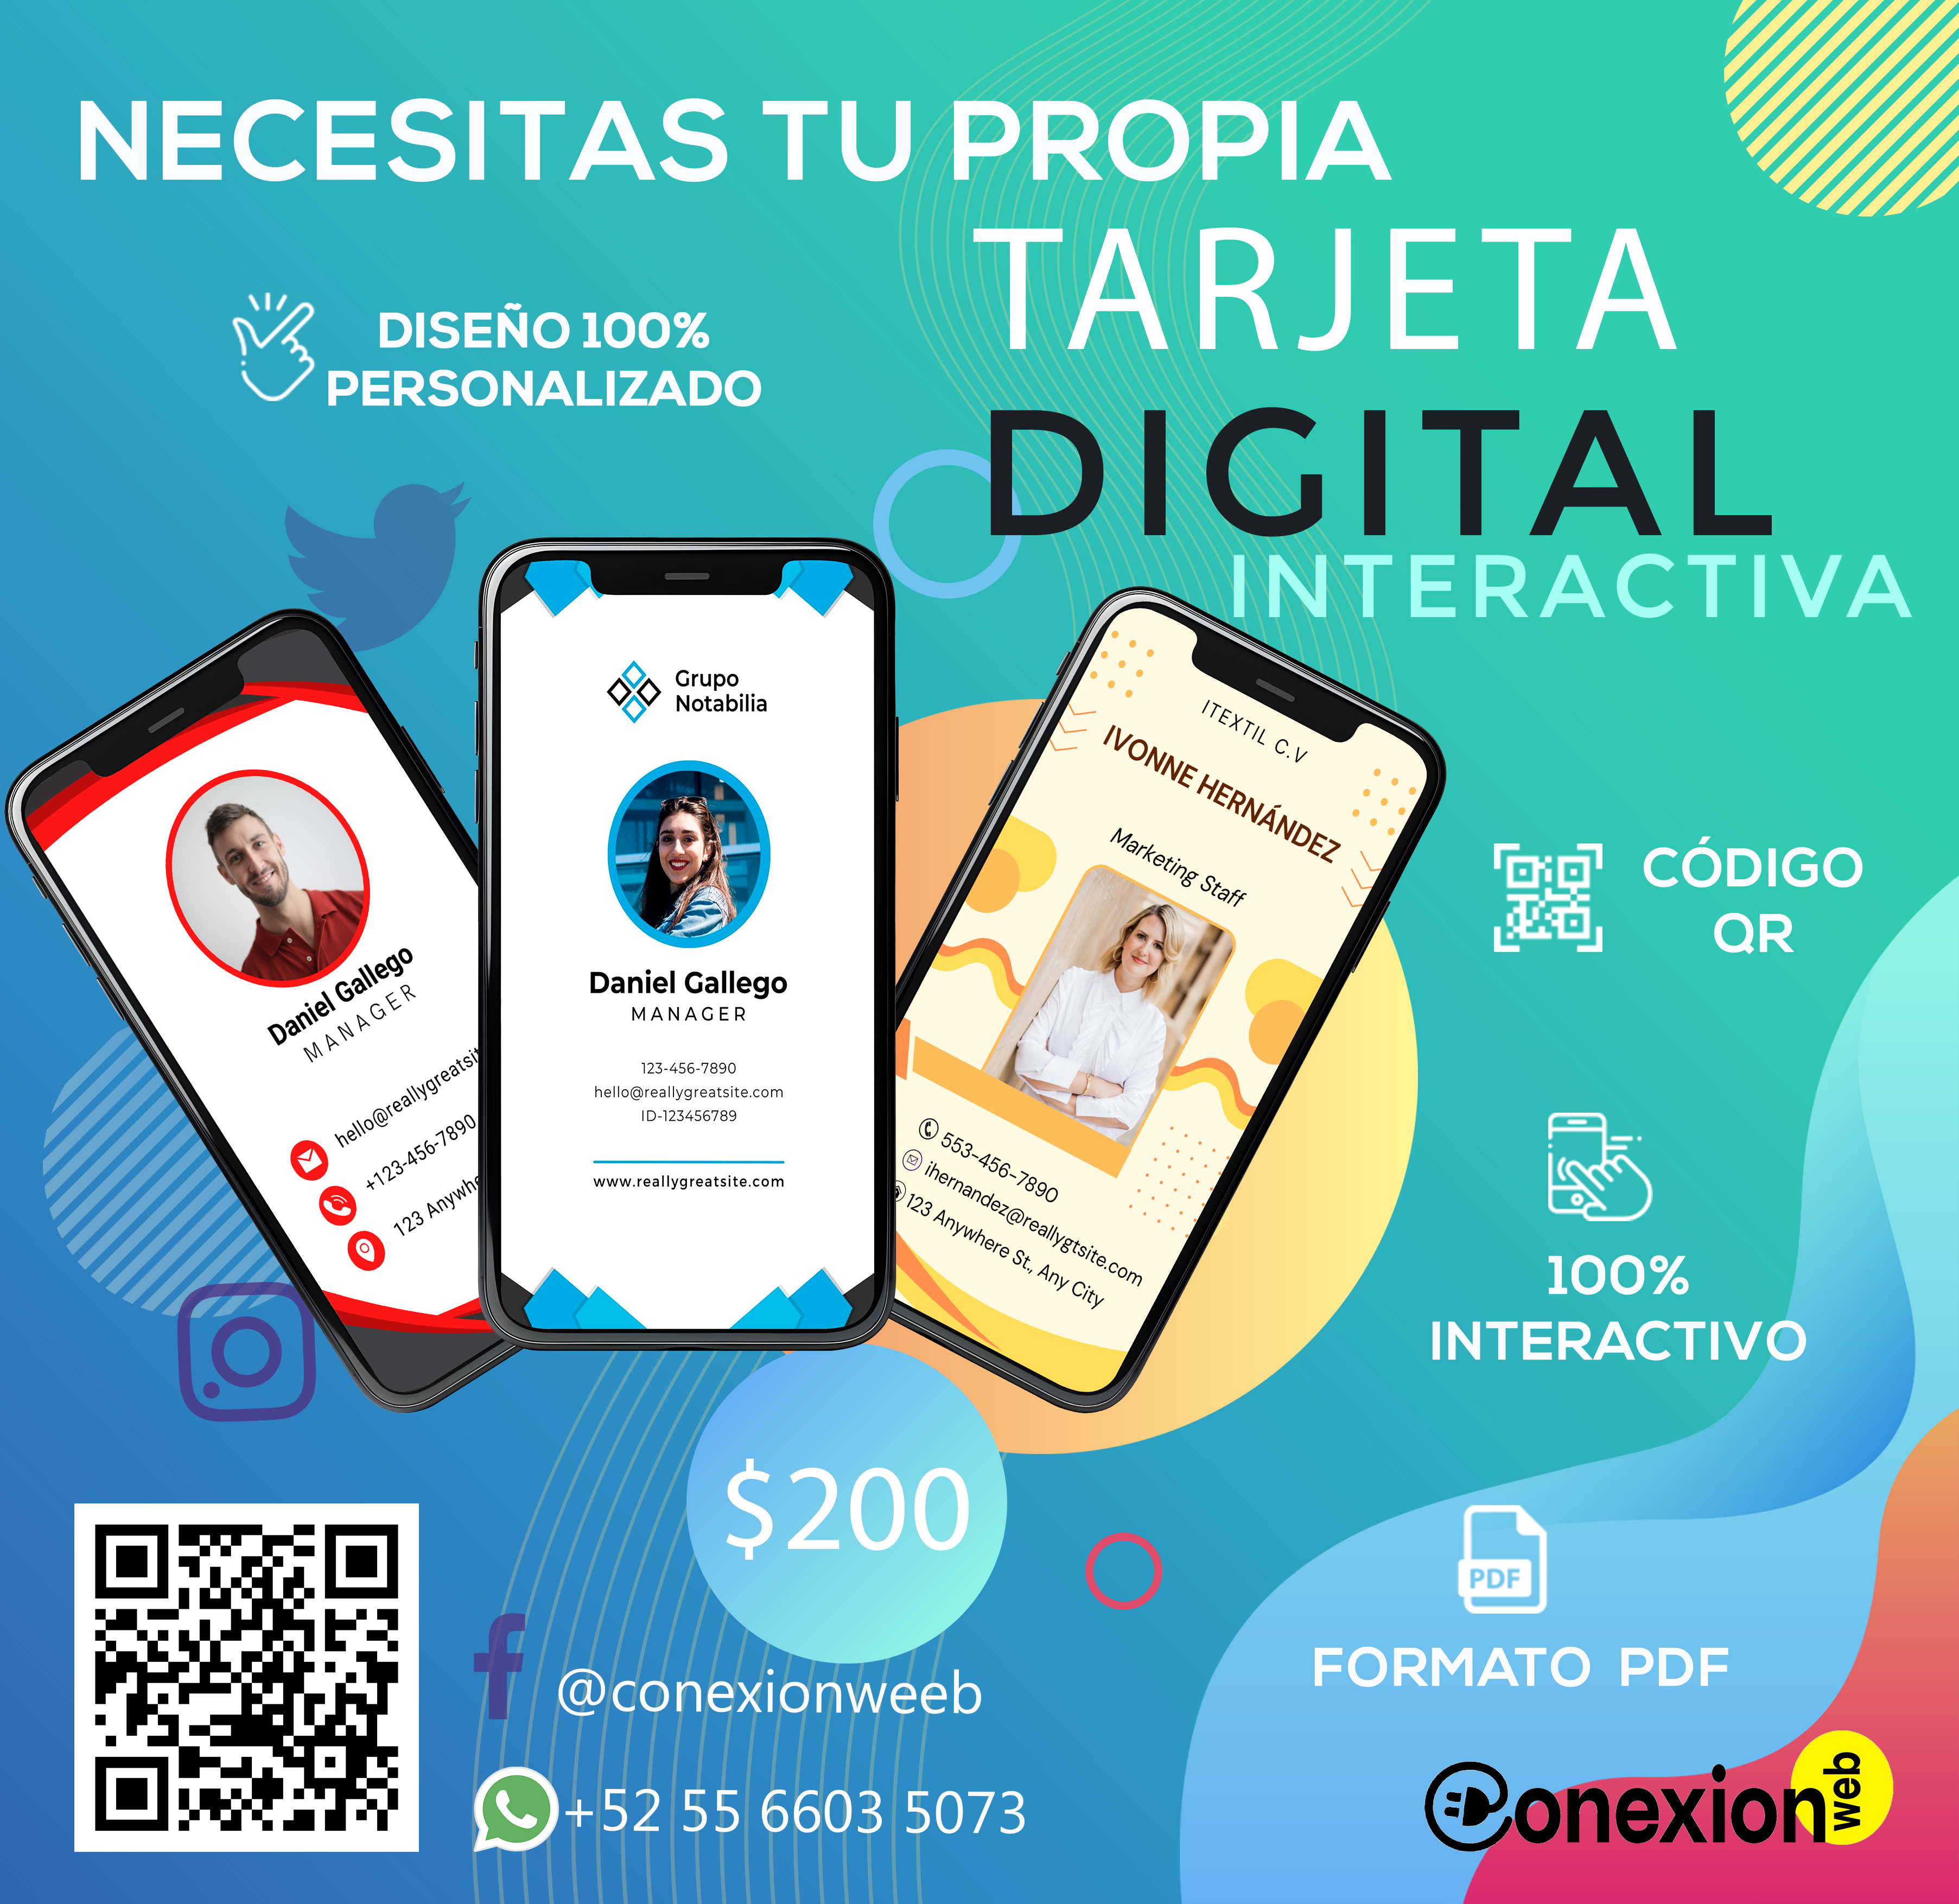 NECESITAS TU PROPIA
TARJETA
DIGITAL
INTERACTIVA
DISEÑO 100%
PERSONALIZADO
Daniel Gallego
MANAGER
hello@reallygreatsit
+123-456-7890
123 Anywhe
Grupo
Notabilia
Daniel Gallego
MANAGER
123-456-7890
hello@reallygreatsite.com
ID-123456789
www.reallygreatsite.com
ITEXTIL C.V
IVONNE HERNÁNDEZ
Marketing Staff
553-456-7890
ihernandez@reallygtsite.com
123 Anywhere St., Any City
CÓDIGO
QR
100%
INTERACTIVO
$200
PDF
FORMATO PDF
@conexionweeb
+52 55 6603 5073
Conexion web